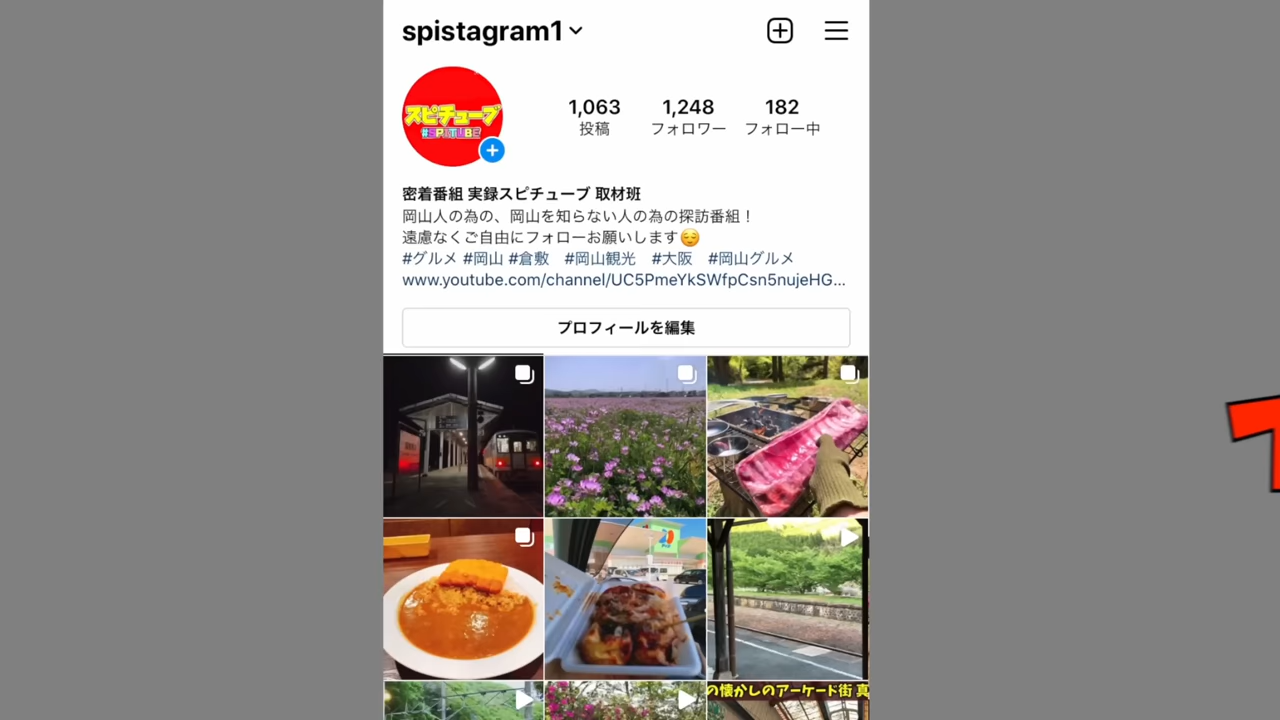 spistagram1
スピチューブ
#SPITUBE
1,063
1,248
182
投稿
フォロワー
フォロー中
密着番組 実録スピチューブ 取材班
岡山人の為の、岡山を知らない人の為の探訪番組！
遠慮なくご自由にフォローお願いします😌
#グルメ #岡山 #倉敷　#岡山観光　#大阪　#岡山グルメ
www.youtube.com/channel/UC5PmeYkSWfpCsn5nujeHG...
プロフィールを編集
の懐かしのアーケード街 真